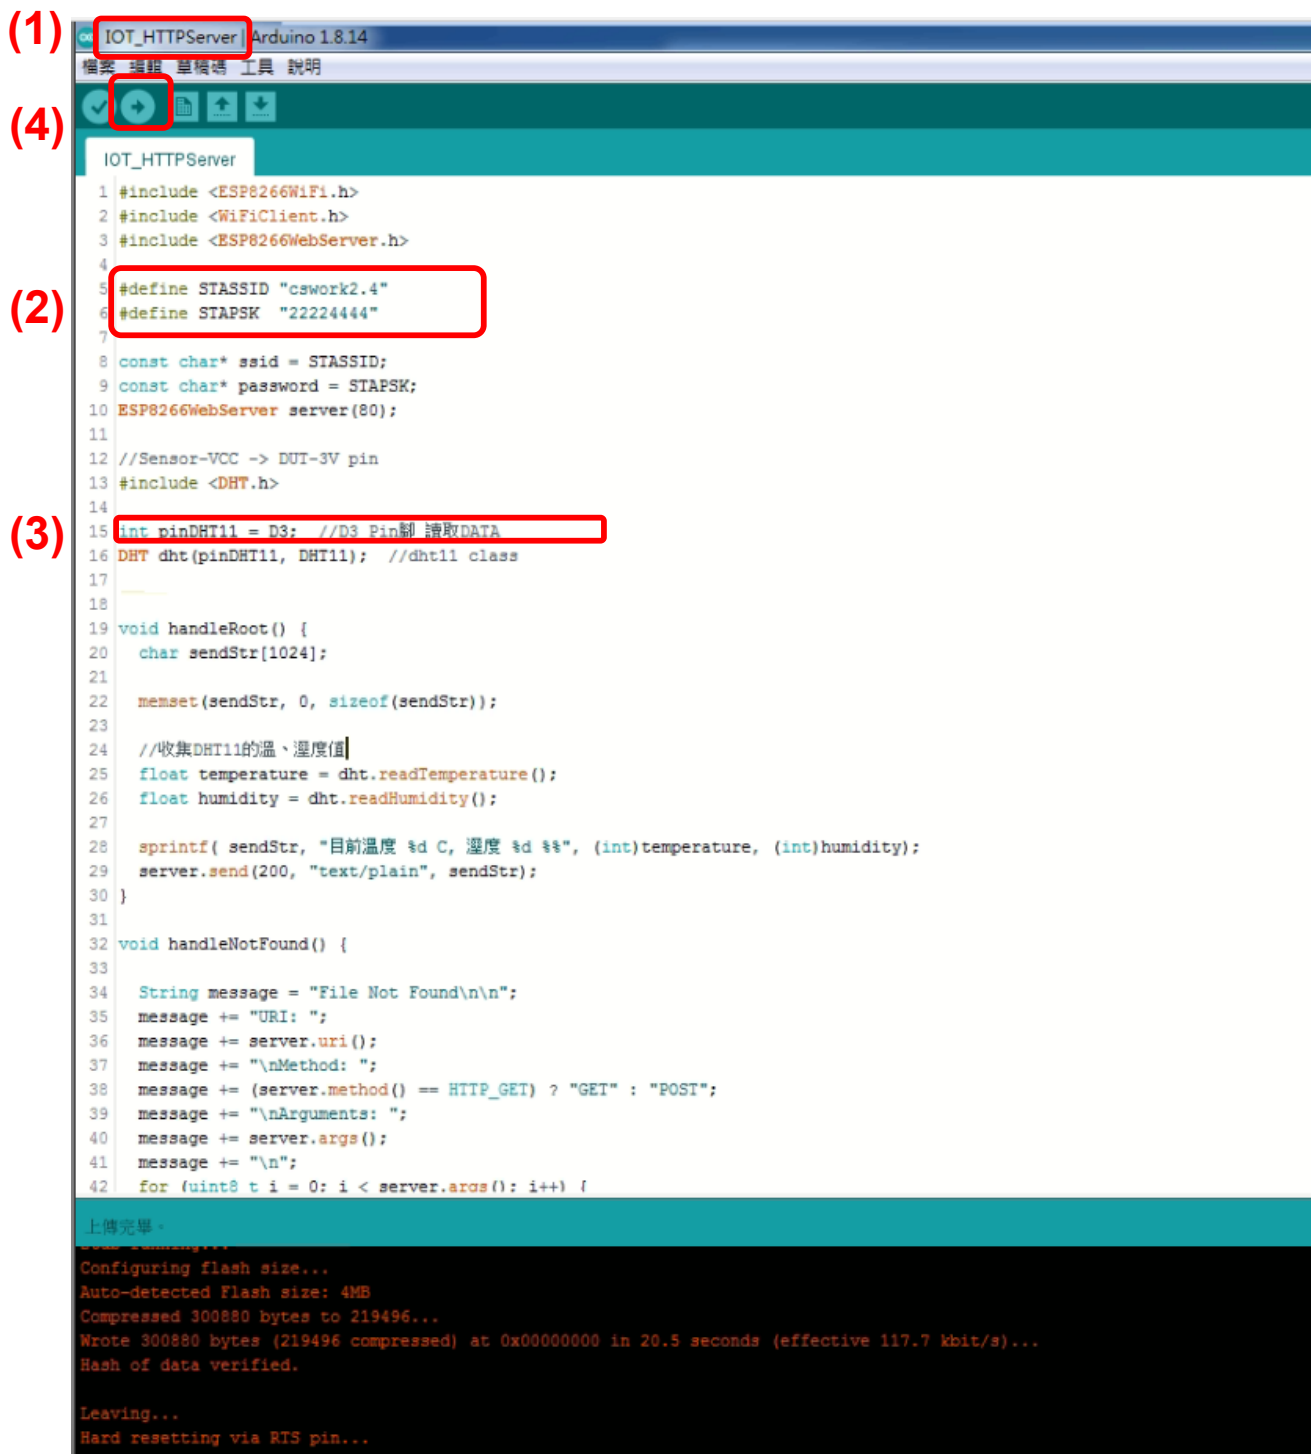 (1)
IOT_HTTPServer | Arduino 1.8.14
檔案 編輯 草稿碼 工具 說明
(4)
IOT_HTTPServer
1 #include <ESP8266WiFi.h>
2 #include <WiFiClient.h>
3 #include <ESP8266WebServer.h>
4
(2)
5 #define STASSID "cswork2.4"
6 #define STAPSK  "22224444"
7
8 const char* ssid = STASSID;
9 const char* password = STAPSK;
10 ESP8266WebServer server(80);
11
12 //Sensor-VCC -> DUT-3V pin
13 #include <DHT.h>
14
(3)
15 int pinDHT11 = D3;  //D3 Pin腳 讀取DATA
16 DHT dht(pinDHT11, DHT11);  //dht11 class
17
18
19 void handleRoot() {
20   char sendStr[1024];
21
22   memset(sendStr, 0, sizeof(sendStr));
23
24   //收集DHT11的溫、溼度值
25   float temperature = dht.readTemperature();
26   float humidity = dht.readHumidity();
27
28   sprintf( sendStr, "目前溫度 %d C, 溼度 %d %%", (int)temperature, (int)humidity);
29   server.send(200, "text/plain", sendStr);
30 }
31
32 void handleNotFound() {
33
34   String message = "File Not Found\n\n";
35   message += "URI: ";
36   message += server.uri();
37   message += "\nMethod: ";
38   message += (server.method() == HTTP_GET) ? "GET" : "POST";
39   message += "\nArguments: ";
40   message += server.args();
41   message += "\n";
42   for (uint8_t i = 0; i < server.args(); i++) {
上傳完畢。
running...
Configuring flash size...
Auto-detected Flash size: 4MB
Compressed 300880 bytes to 219496...
Wrote 300880 bytes (219496 compressed) at 0x00000000 in 20.5 seconds (effective 117.7 kbit/s)...
Hash of data verified.
Leaving...
Hard resetting via RTS pin...